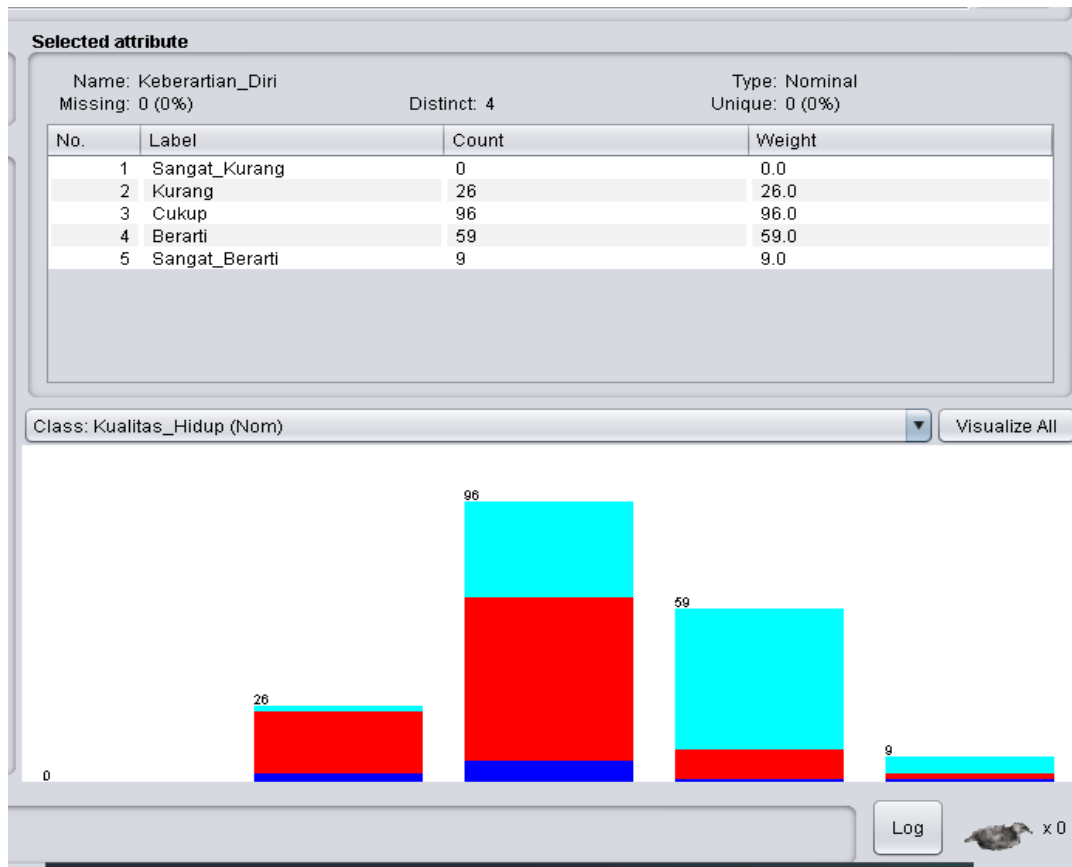 Selected attribute
Name: Keberartian_Diri Type: Nominal
Missing: 0 (0%) Distinct: 4 Unique: 0 (0%)
No. Label Count Weight
1 Sangat_Kurang 0 0.0
2 Kurang 26 26.0
3 Cukup 96 96.0
4 Berarti 59 59.0
5 Sangat_Berarti 9 9.0
Class: Kualitas_Hidup (Nom) Visualize All
96
59
26
9
0
Log x 0